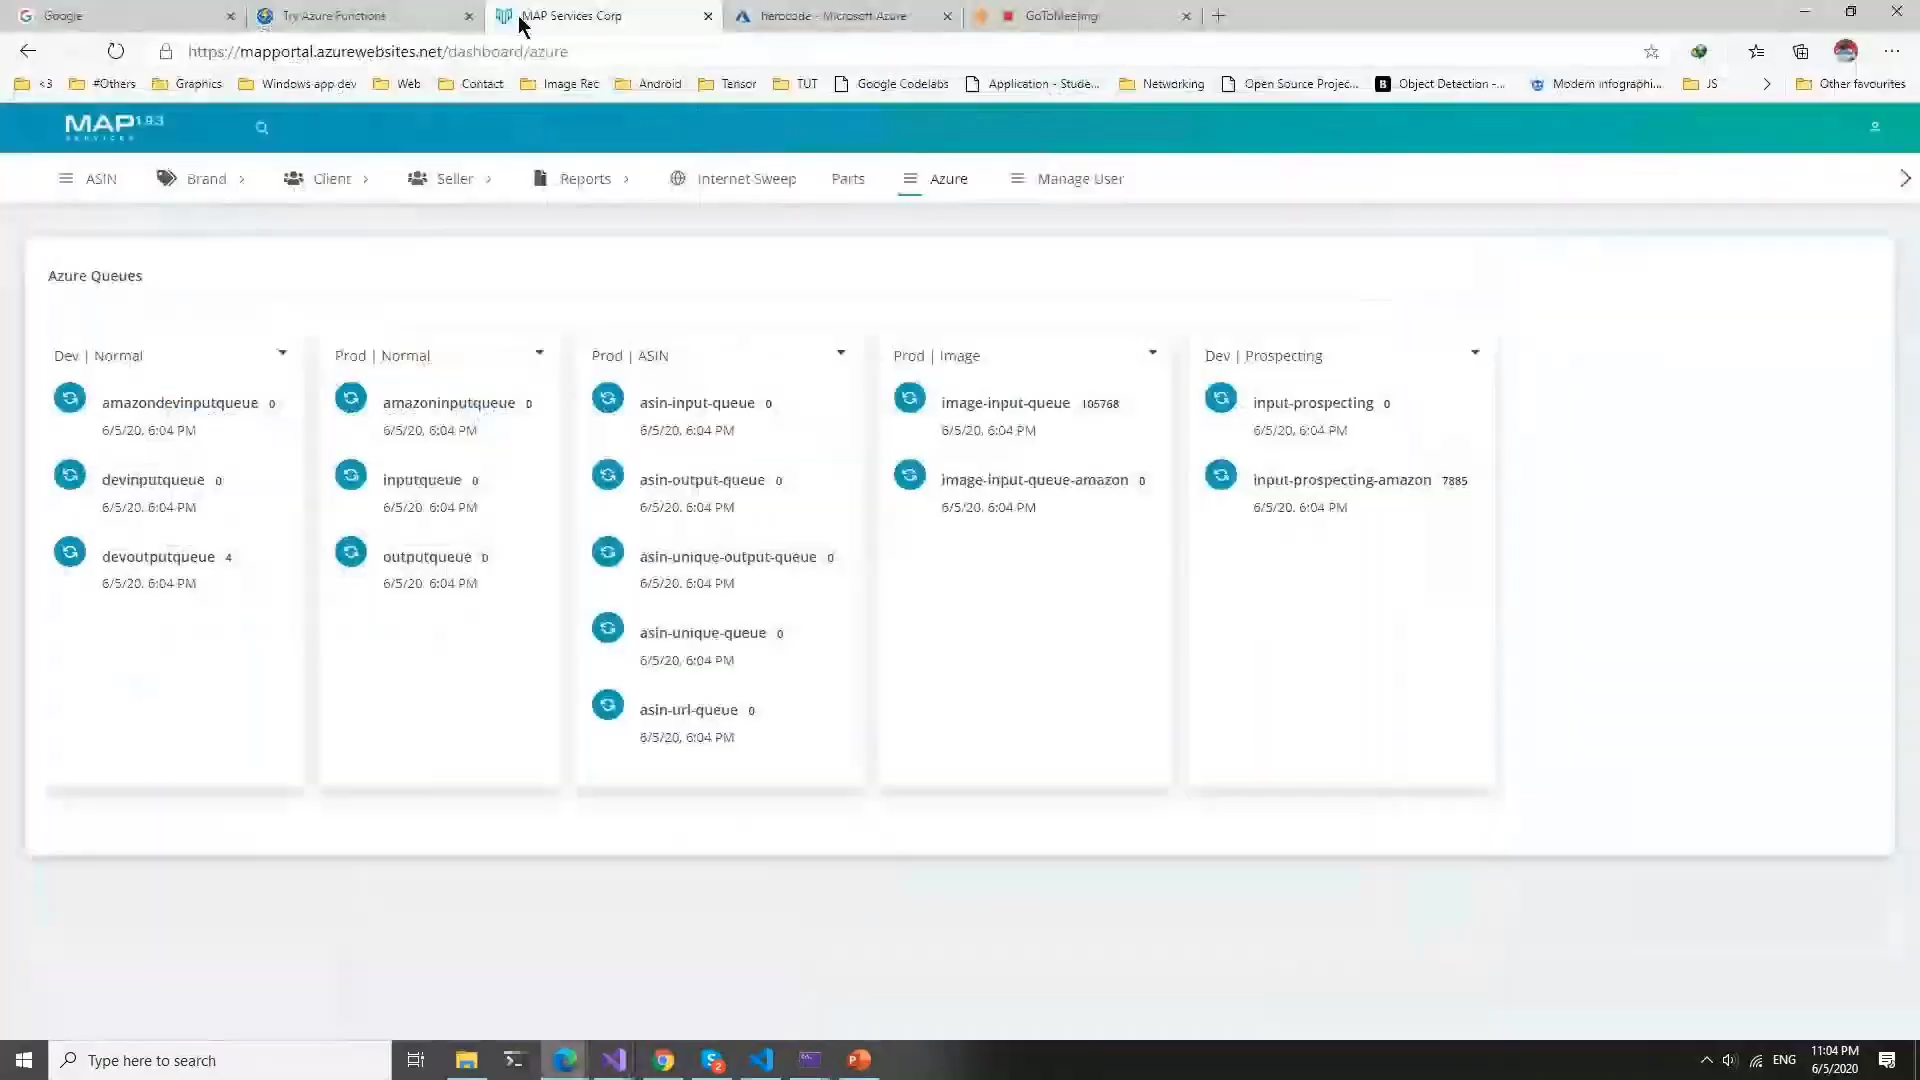 Google
Try Azure Functions
MAP Services Corp
herocode - Microsoft Azure
GoToMeeting
https://mapportal.azurewebsites.net/dashboard/azure
<3
#Others
Graphics
Windows app dev
Web
Contact
Image Rec
Android
Tensor
TUT
Google Codelabs
Application - Stude...
Networking
Open Source Projec...
Object Detection -...
Modern infographi...
JS
Other favourites
MAP 1.9.3
SERVICES
ASIN
Brand
Client
Seller
Reports
Internet Sweep
Parts
Azure
Manage User
Azure Queues
Dev | Normal
amazondevinputqueue 0
6/5/20, 6:04 PM
devinputqueue 0
6/5/20, 6:04 PM
devoutputqueue 4
6/5/20, 6:04 PM
Prod | Normal
amazoninputqueue 0
6/5/20, 6:04 PM
inputqueue 0
6/5/20, 6:04 PM
outputqueue 0
6/5/20, 6:04 PM
Prod | ASIN
asin-input-queue 0
6/5/20, 6:04 PM
asin-output-queue 0
6/5/20, 6:04 PM
asin-unique-output-queue 0
6/5/20, 6:04 PM
asin-unique-queue 0
6/5/20, 6:04 PM
asin-url-queue 0
6/5/20, 6:04 PM
Prod | Image
image-input-queue 105768
6/5/20, 6:04 PM
image-input-queue-amazon 0
6/5/20, 6:04 PM
Dev | Prospecting
input-prospecting 0
6/5/20, 6:04 PM
input-prospecting-amazon 7885
6/5/20, 6:04 PM
Type here to search
2
ENG
11:04 PM
6/5/2020